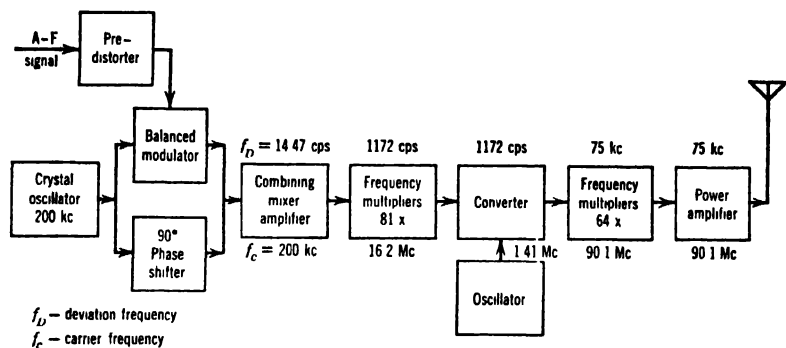 A-F
signal
Pre-
distorter
Balanced
modulator
Crystal
oscillator
200 kc
90°
Phase
shifter
f_D = 14 47 cps
Combining
mixer
amplifier
f_c = 200 kc
1172 cps
Frequency
multipliers
81 x
16 2 Mc
1172 cps
Converter
1 41 Mc
Oscillator
75 kc
Frequency
multipliers
64 x
90 1 Mc
75 kc
Power
amplifier
90 1 Mc
f_D – deviation frequency
f_c – carrier frequency